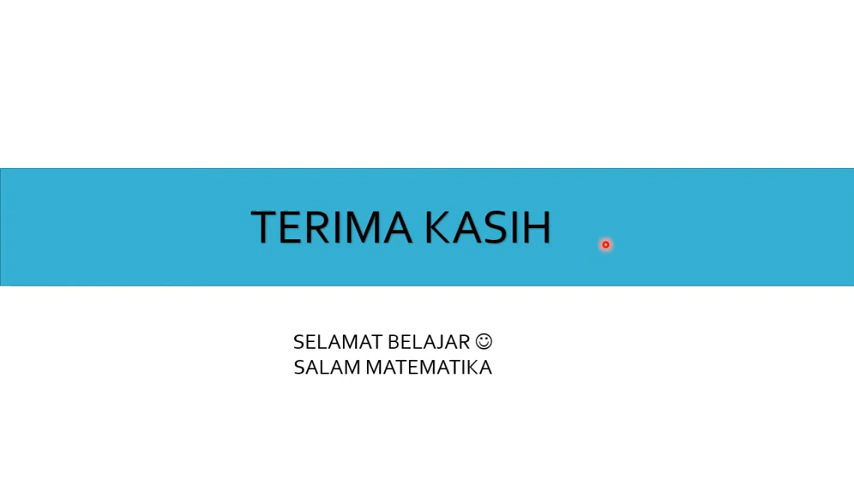 TERIMA KASIH
SELAMAT BELAJAR ☺
SALAM MATEMATIKA